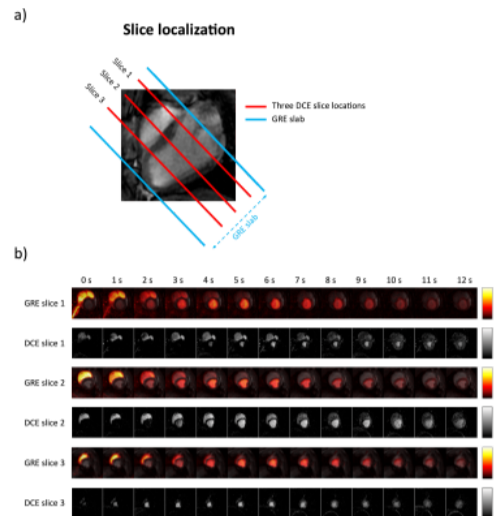 a)
Slice localization
Slice 1
Slice 2
Slice 3
Three DCE slice locations
GRE slab
GRE slab
b)
0 s 1 s 2 s 3 s 4 s 5 s 6 s 7 s 8 s 9 s 10 s 11 s 12 s
GRE slice 1
DCE slice 1
GRE slice 2
DCE slice 2
GRE slice 3
DCE slice 3